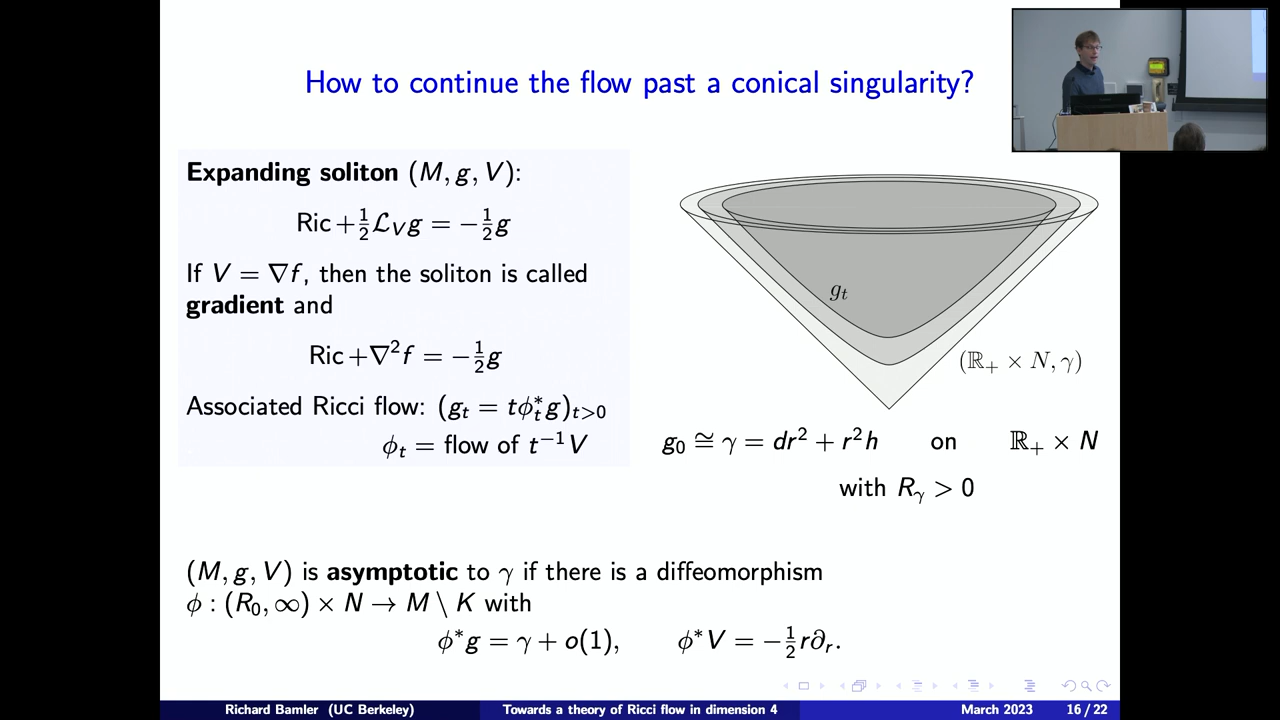 How to continue the flow past a conical singularity?
Expanding soliton (M, g, V):
Ric +½ℒ_V g = −½g
If V = ∇f, then the soliton is called
gradient and
Ric +∇²f = −½g
Associated Ricci flow: (g_t = tϕ_t^*g)_{t>0}
ϕ_t = flow of t⁻¹V
g_t
(ℝ₊ × N, γ)
g₀ ≅ γ = dr² + r²h on ℝ₊ × N
with R_γ > 0
(M, g, V) is asymptotic to γ if there is a diffeomorphism
ϕ : (R₀, ∞) × N → M \ K with
ϕ*g = γ + o(1), ϕ*V = −½r∂_r.
Richard Bamler (UC Berkeley) Towards a theory of Ricci flow in dimension 4 March 2023 16 / 22